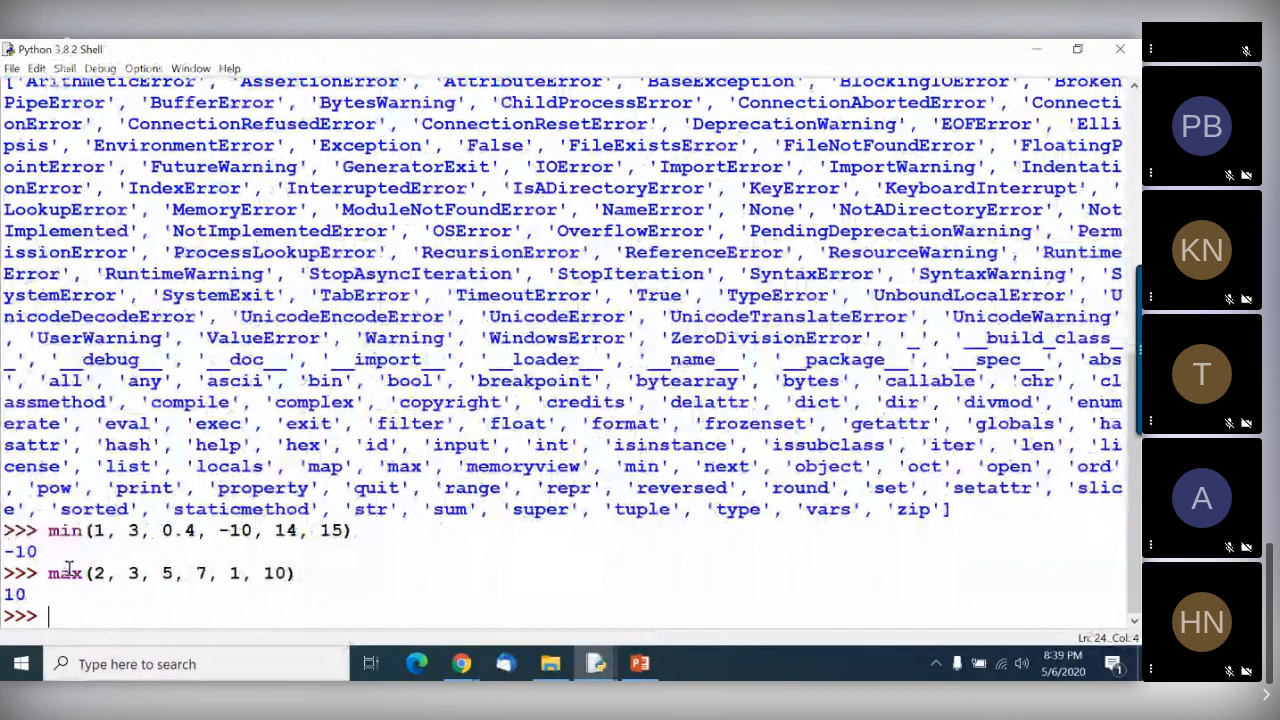 Python 3.8.2 Shell
File Edit Shell Debug Options Window Help
['ArithmeticError', 'AssertionError', 'AttributeError', 'BaseException', 'BlockingIOError', 'Broken
PipeError', 'BufferError', 'BytesWarning', 'ChildProcessError', 'ConnectionAbortedError', 'Connecti
onError', 'ConnectionRefusedError', 'ConnectionResetError', 'DeprecationWarning', 'EOFError', 'Elli
psis', 'EnvironmentError', 'Exception', 'False', 'FileExistsError', 'FileNotFoundError', 'FloatingP
ointError', 'FutureWarning', 'GeneratorExit', 'IOError', 'ImportError', 'ImportWarning', 'Indentati
onError', 'IndexError', 'InterruptedError', 'IsADirectoryError', 'KeyError', 'KeyboardInterrupt', '
LookupError', 'MemoryError', 'ModuleNotFoundError', 'NameError', 'None', 'NotADirectoryError', 'Not
Implemented', 'NotImplementedError', 'OSError', 'OverflowError', 'PendingDeprecationWarning', 'Perm
issionError', 'ProcessLookupError', 'RecursionError', 'ReferenceError', 'ResourceWarning', 'Runtime
Error', 'RuntimeWarning', 'StopAsyncIteration', 'StopIteration', 'SyntaxError', 'SyntaxWarning', 'S
ystemError', 'SystemExit', 'TabError', 'TimeoutError', 'True', 'TypeError', 'UnboundLocalError', 'U
nicodeDecodeError', 'UnicodeEncodeError', 'UnicodeError', 'UnicodeTranslateError', 'UnicodeWarning'
, 'UserWarning', 'ValueError', 'Warning', 'WindowsError', 'ZeroDivisionError', '_', '__build_class_
_', '__debug__', '__doc__', '__import__', '__loader__', '__name__', '__package__', '__spec__', 'abs
', 'all', 'any', 'ascii', 'bin', 'bool', 'breakpoint', 'bytearray', 'bytes', 'callable', 'chr', 'cl
assmethod', 'compile', 'complex', 'copyright', 'credits', 'delattr', 'dict', 'dir', 'divmod', 'enum
erate', 'eval', 'exec', 'exit', 'filter', 'float', 'format', 'frozenset', 'getattr', 'globals', 'ha
sattr', 'hash', 'help', 'hex', 'id', 'input', 'int', 'isinstance', 'issubclass', 'iter', 'len', 'li
cense', 'list', 'locals', 'map', 'max', 'memoryview', 'min', 'next', 'object', 'oct', 'open', 'ord'
, 'pow', 'print', 'property', 'quit', 'range', 'repr', 'reversed', 'round', 'set', 'setattr', 'slic
e', 'sorted', 'staticmethod', 'str', 'sum', 'super', 'tuple', 'type', 'vars', 'zip']
>>> min(1, 3, 0.4, -10, 14, 15)
-10
>>> max(2, 3, 5, 7, 1, 10)
10
>>>
Ln: 24 Col: 4
Type here to search
8:39 PM
5/6/2020
1
PB
KN
T
A
HN